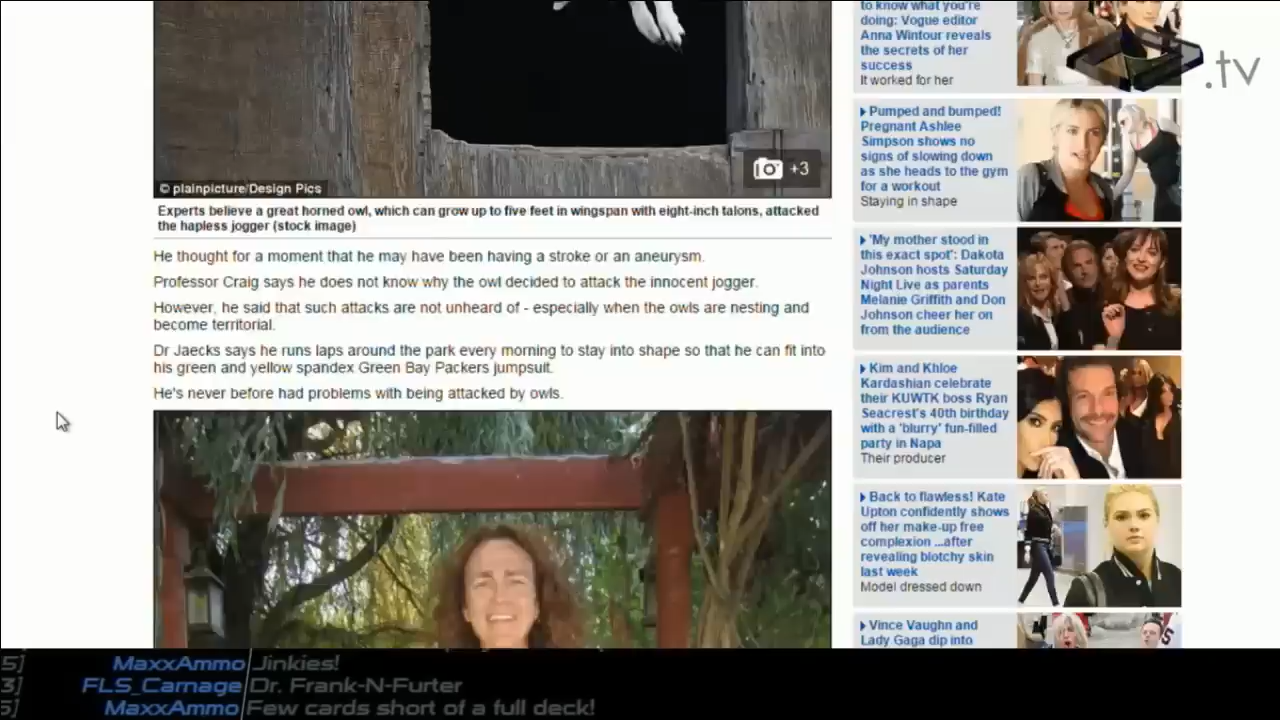 to know what you're
doing: Vogue editor
Anna Wintour reveals
the secrets of her
success
It worked for her
.tv
Pumped and bumped!
Pregnant Ashlee
Simpson shows no
signs of slowing down
as she heads to the gym
for a workout
Staying in shape
+3
© plainpicture/Design Pics
Experts believe a great horned owl, which can grow up to five feet in wingspan with eight-inch talons, attacked
the hapless jogger (stock image)
He thought for a moment that he may have been having a stroke or an aneurysm.
Professor Craig says he does not know why the owl decided to attack the innocent jogger.
However, he said that such attacks are not unheard of - especially when the owls are nesting and
become territorial.
Dr Jaecks says he runs laps around the park every morning to stay into shape so that he can fit into
his green and yellow spandex Green Bay Packers jumpsuit.
He's never before had problems with being attacked by owls.
'My mother stood in
this exact spot': Dakota
Johnson hosts Saturday
Night Live as parents
Melanie Griffith and Don
Johnson cheer her on
from the audience
Kim and Khloe
Kardashian celebrate
their KUWTK boss Ryan
Seacrest's 40th birthday
with a 'blurry' fun-filled
party in Napa
Their producer
Back to flawless! Kate
Upton confidently shows
off her make-up free
complexion ...after
revealing blotchy skin
last week
Model dressed down
Vince Vaughn and
Lady Gaga dip into
5] MaxxAmmo Jinkies!
3] FLS_Carnage Dr. Frank-N-Furter
5] MaxxAmmo Few cards short of a full deck!